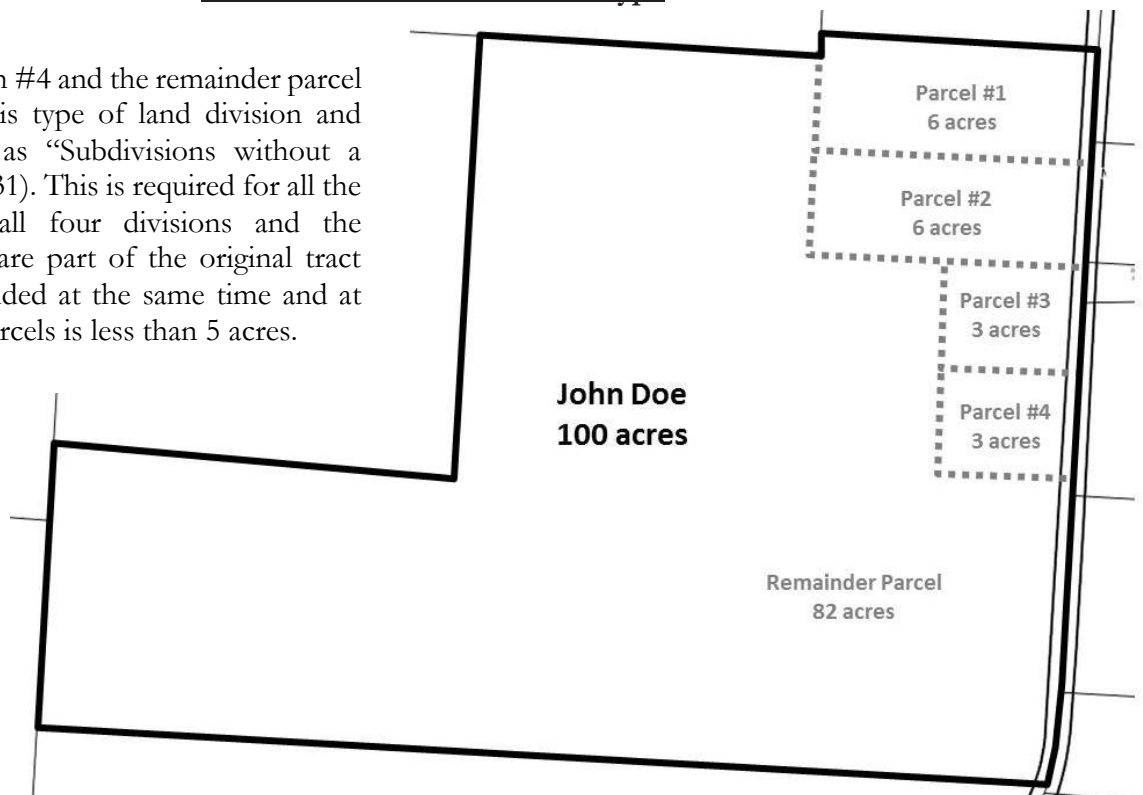 n #4 and the remainder parcel
is type of land division and
as “Subdivisions without a
31). This is required for all the
all four divisions and the
are part of the original tract
ded at the same time and at
rcels is less than 5 acres.
Parcel #1
6 acres
Parcel #2
6 acres
Parcel #3
3 acres
Parcel #4
3 acres
John Doe
100 acres
Remainder Parcel
82 acres